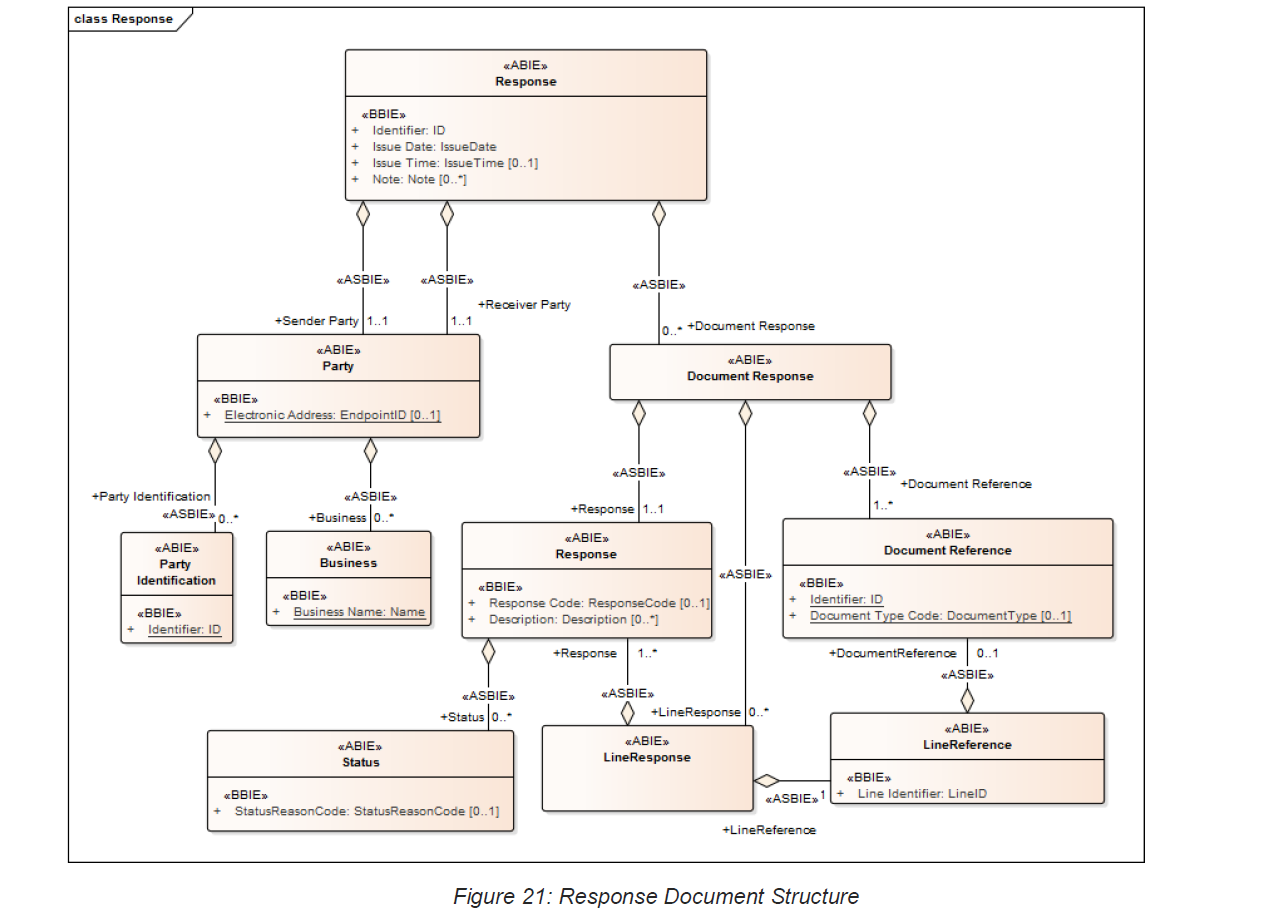 class Response
«ABIE»
Response
«BBIE»
+ Identifier: ID
+ Issue Date: IssueDate
+ Issue Time: IssueTime [0..1]
+ Note: Note [0..*]
«ASBIE»
«ASBIE»
«ASBIE»
+Sender Party 1..1
1..1
+Receiver Party
0..* +Document Response
«ABIE»
Party
«BBIE»
+ Electronic Address: EndpointID [0..1]
«ABIE»
Document Response
+Party Identification
«ASBIE» 0..*
«ASBIE»
+Business 0..*
«ASBIE»
+Response 1..1
«ASBIE»
«ASBIE»
+Document Reference
1..*
«ABIE»
Party
Identification
«BBIE»
+ Identifier: ID
«ABIE»
Business
«BBIE»
+ Business Name: Name
«ABIE»
Response
«BBIE»
+ Response Code: ResponseCode [0..1]
+ Description: Description [0..*]
«ABIE»
Document Reference
«BBIE»
+ Identifier: ID
+ Document Type Code: DocumentType [0..1]
«ASBIE»
+Status 0..*
+Response 1..*
«ASBIE»
+LineResponse 0..*
+DocumentReference 0..1
«ASBIE»
«ABIE»
Status
«BBIE»
+ StatusReasonCode: StatusReasonCode [0..1]
«ABIE»
LineResponse
«ASBIE» 1
+LineReference
«ABIE»
LineReference
«BBIE»
+ Line Identifier: LineID
Figure 21: Response Document Structure